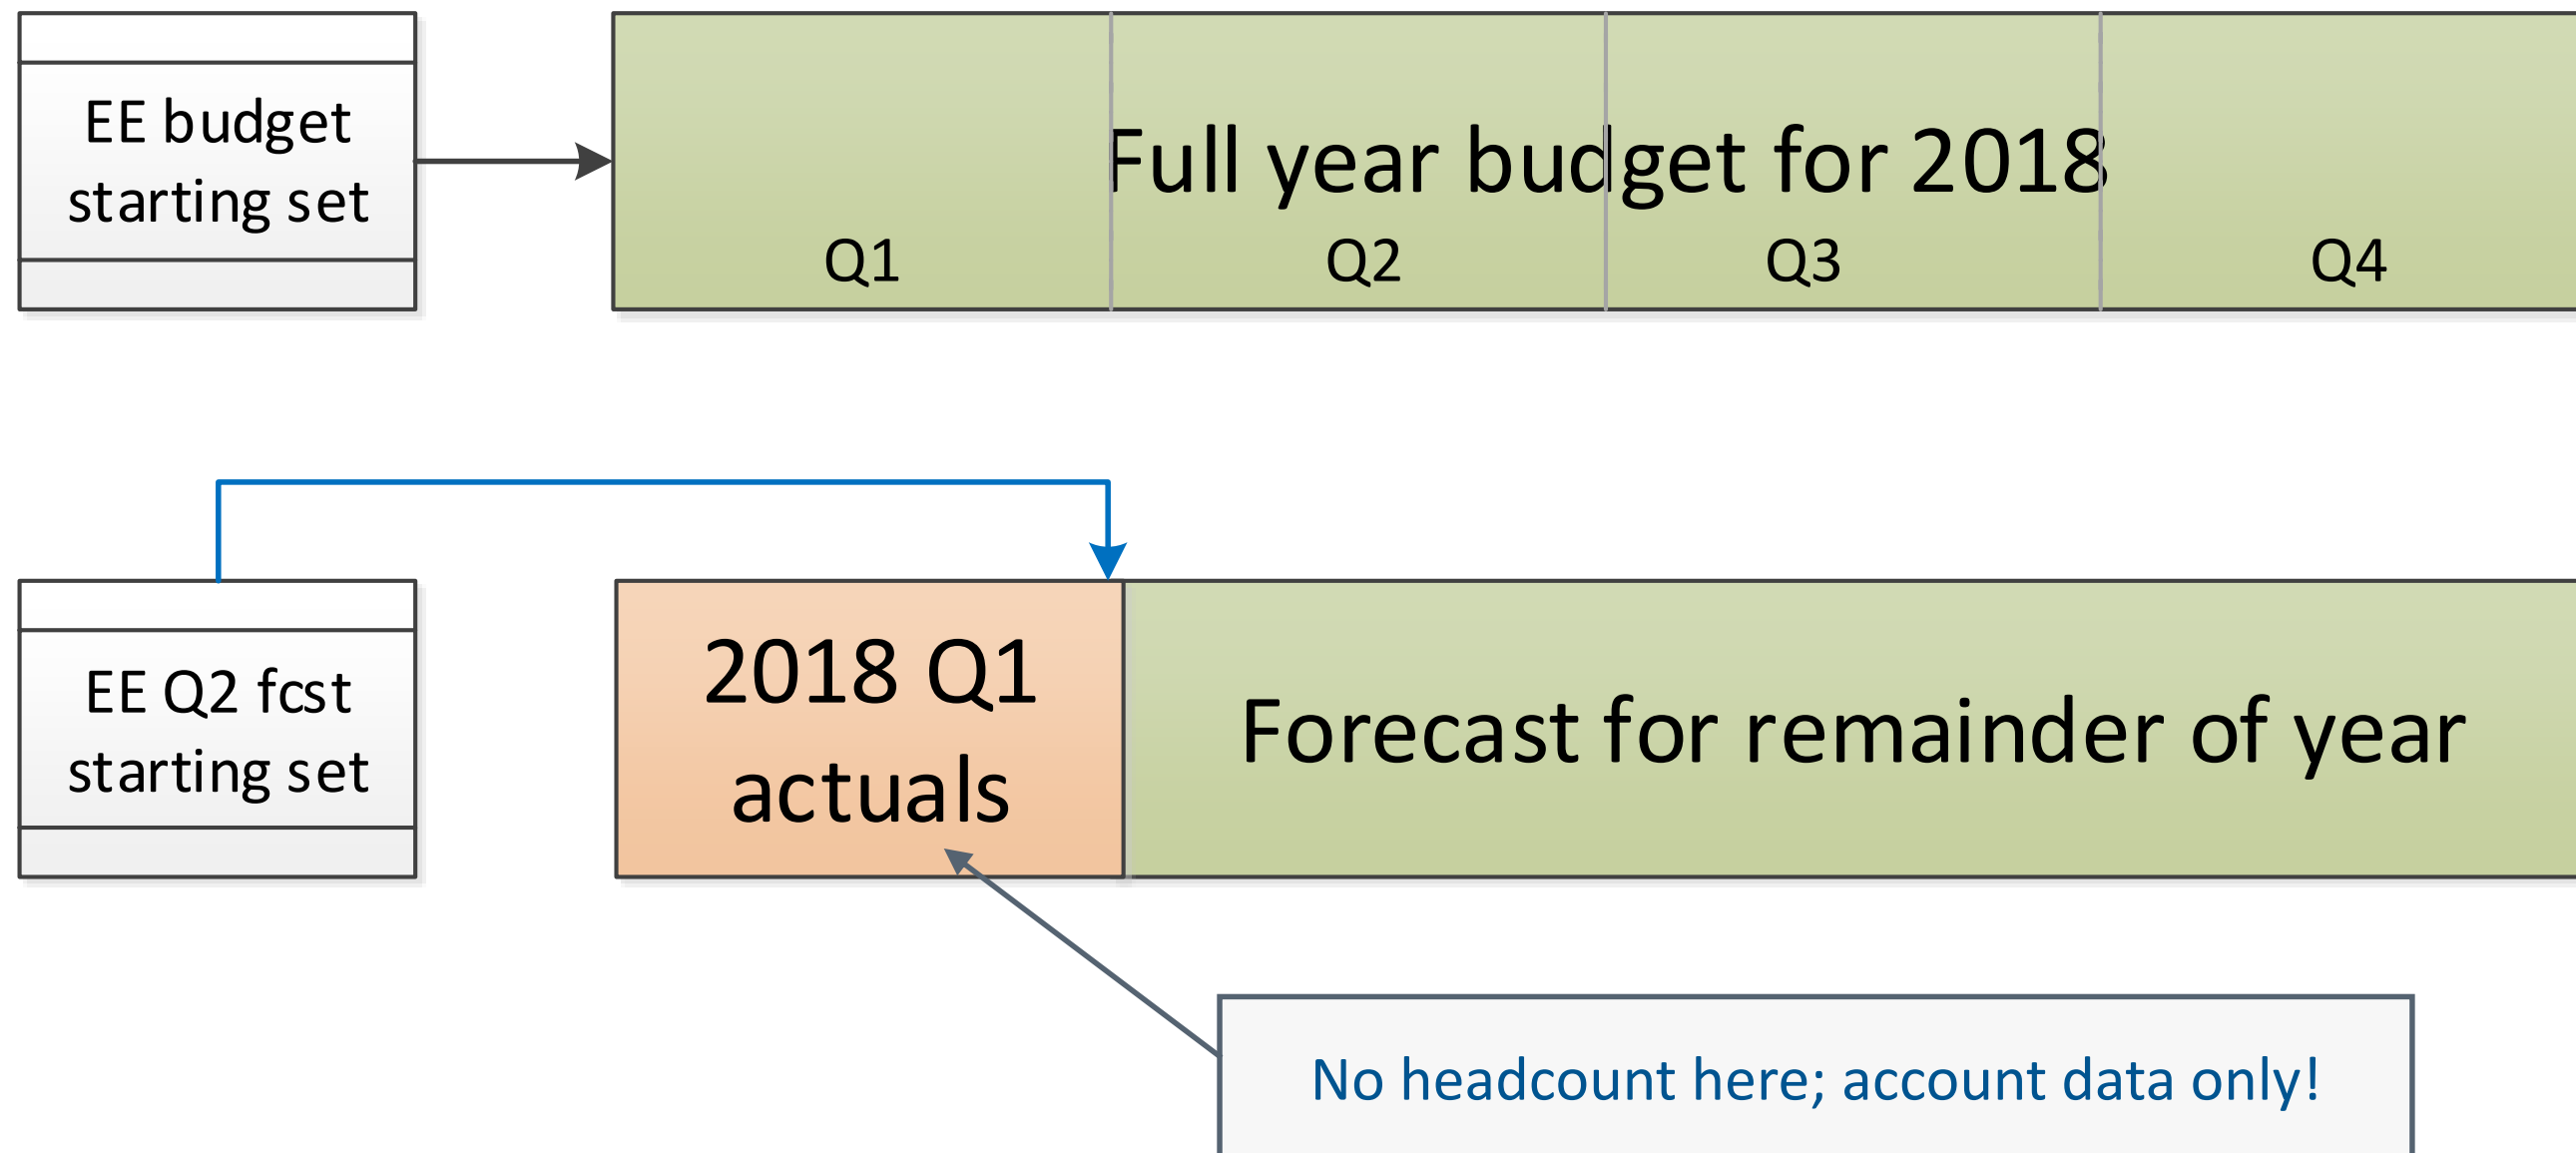 EE budget
starting set
Full year budget for 2018
Q1 Q2 Q3 Q4
EE Q2 fcst
starting set
2018 Q1
actuals
Forecast for remainder of year
No headcount here; account data only!